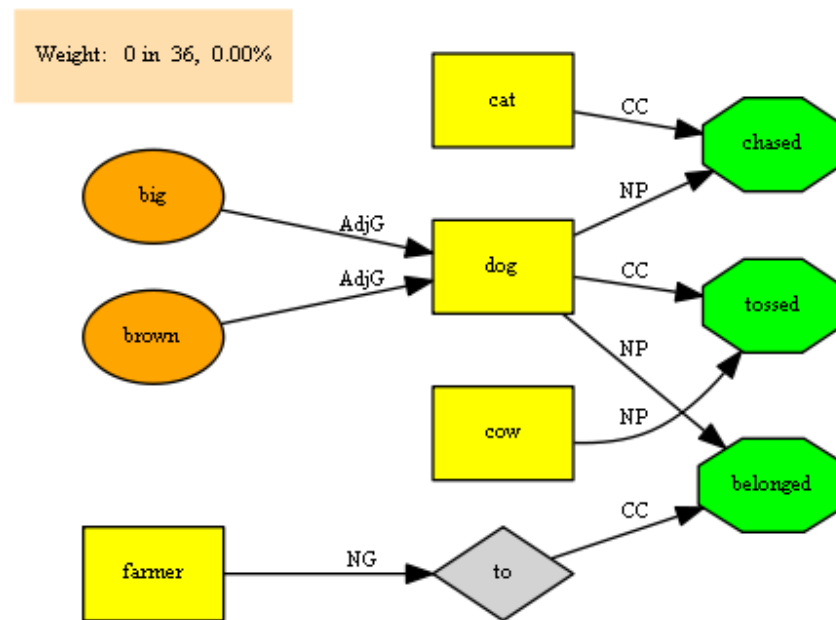 Weight: 0 in 36, 0.00%
cat
CC
chased
big
AdjG
NP
dog
CC
tossed
AdjG
brown
NP
cow
NP
belonged
CC
farmer
NG
to